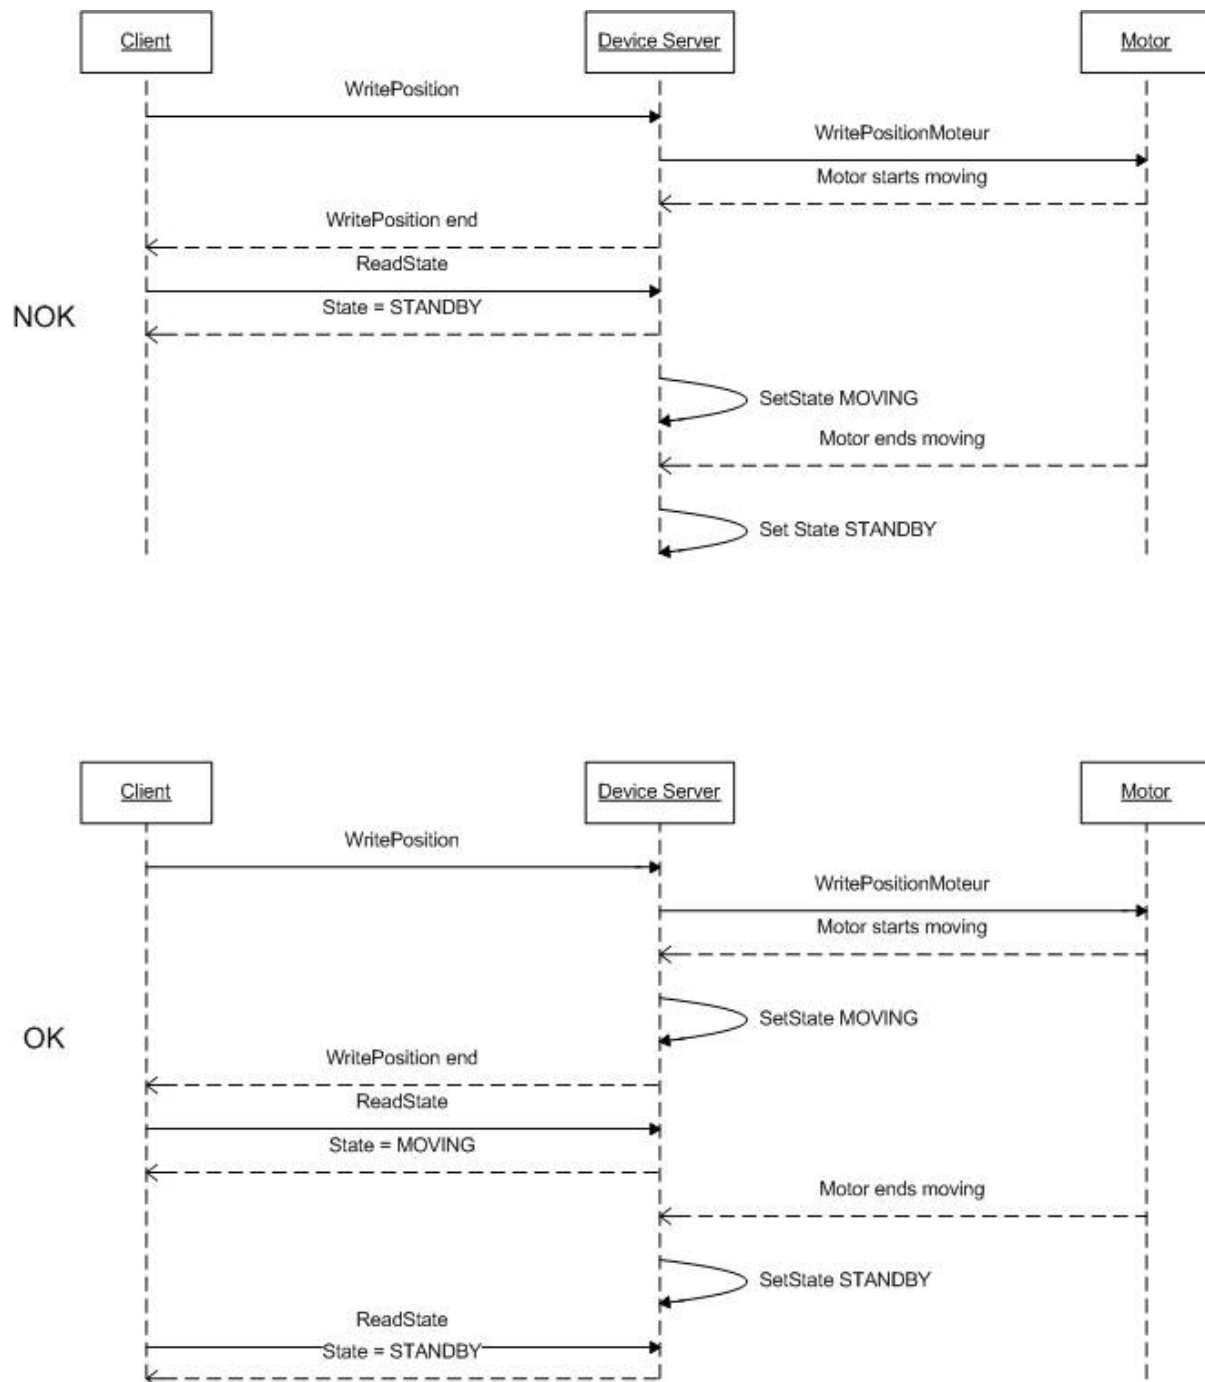 Client
Device Server
Motor
WritePosition
WritePositionMoteur
Motor starts moving
WritePosition end
ReadState
State = STANDBY
NOK
SetState MOVING
Motor ends moving
Set State STANDBY
Client
Device Server
Motor
WritePosition
WritePositionMoteur
Motor starts moving
SetState MOVING
OK
WritePosition end
ReadState
State = MOVING
Motor ends moving
SetState STANDBY
ReadState
State = STANDBY